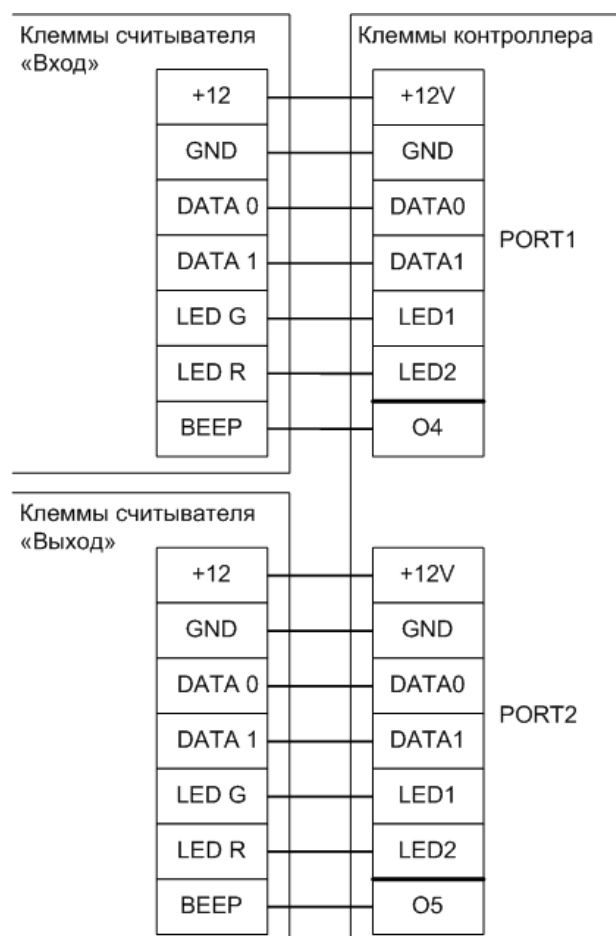 Клеммы считывателя
«Вход»
Клеммы контроллера
+12 +12V
GND GND
DATA 0 DATA0
DATA 1 DATA1
PORT1
LED G LED1
LED R LED2
BEEP O4
Клеммы считывателя
«Выход»
+12 +12V
GND GND
DATA 0 DATA0
DATA 1 DATA1
PORT2
LED G LED1
LED R LED2
BEEP O5